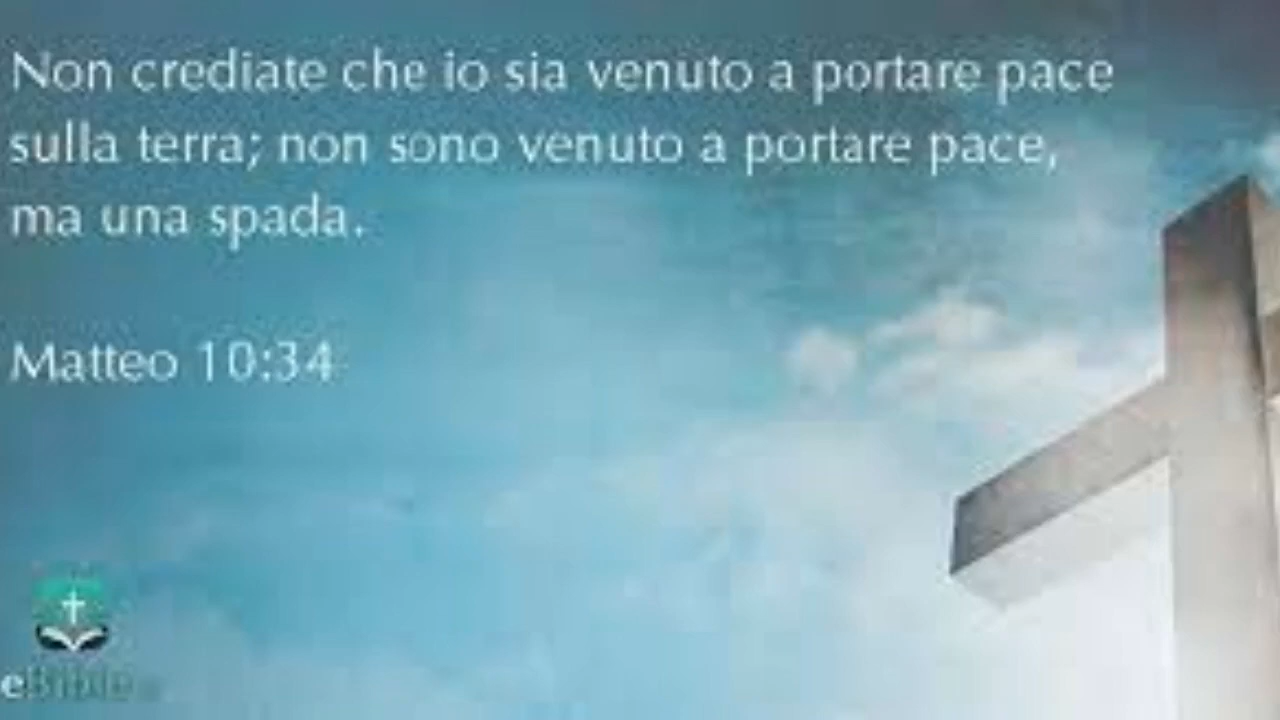 Non crediate che io sia venuto a portare pace
sulla terra; non sono venuto a portare pace,
ma una spada.
Matteo 10:34
eBible